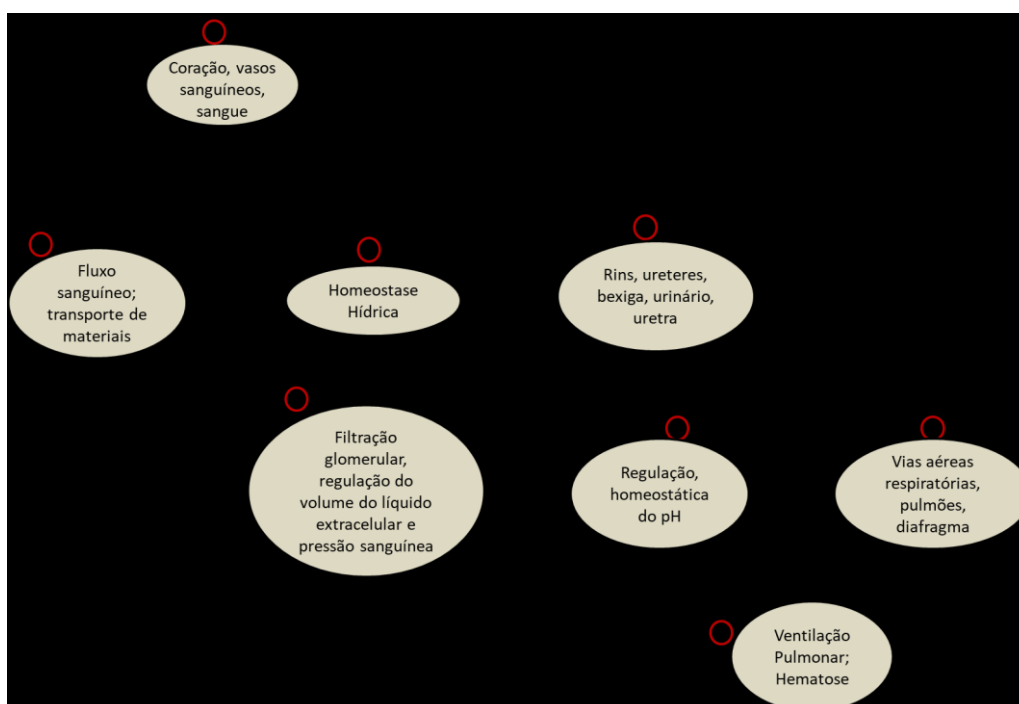 Coração, vasos
sanguíneos,
sangue
Fluxo
sanguíneo;
transporte de
materiais
Homeostase
Hídrica
Rins, ureteres,
bexiga, urinário,
uretra
Filtração
glomerular,
regulação do
volume do líquido
extracelular e
pressão sanguínea
Regulação,
homeostática
do pH
Vias aéreas
respiratórias,
pulmões,
diafragma
Ventilação
Pulmonar;
Hematose